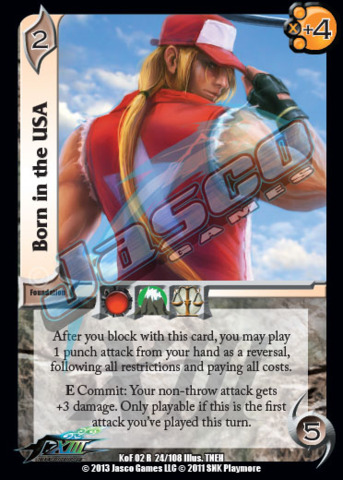 2
+4
Born in the USA
Jasco
GAMES
Foundation
After you block with this card, you may play
1 punch attack from your hand as a reversal,
following all restrictions and paying all costs.
E Commit: Your non-throw attack gets
+3 damage. Only playable if this is the first
attack you've played this turn.
5
XIII
KoF 02 R 24/108 Illus. TNEH
© 2013 Jasco Games LLC © 2011 SNK Playmore